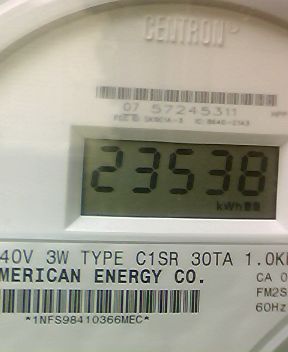 CENTRON®
07 57245311
23538
kWh
40V 3W TYPE C1SR 30TA 1.0K
MERICAN ENERGY CO.
CA 0
FM2S
60Hz
*1NFS98410366MEC*